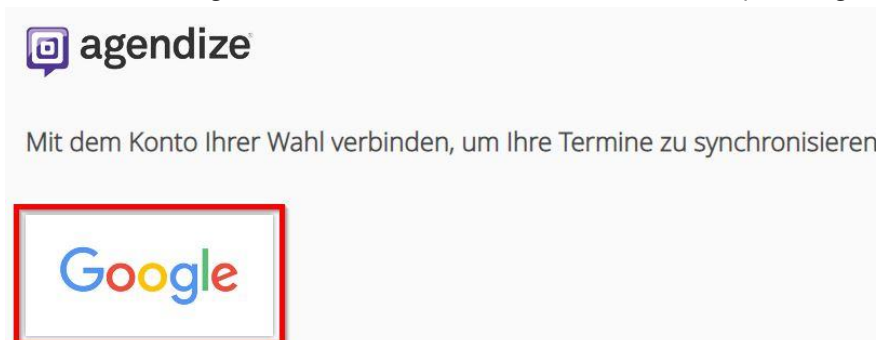 agendize
Mit dem Konto Ihrer Wahl verbinden, um Ihre Termine zu synchronisieren
Google